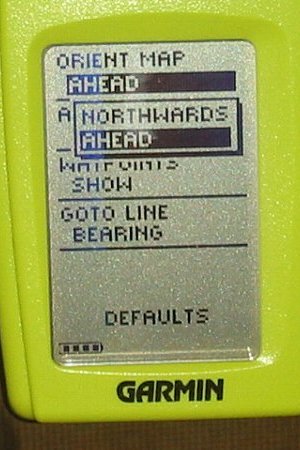 ORIENT MAP
AHEAD
A
NORTHWARDS
AHEAD
WAYPOINTS
SHOW
GOTO LINE
BEARING
DEFAULTS
GARMIN